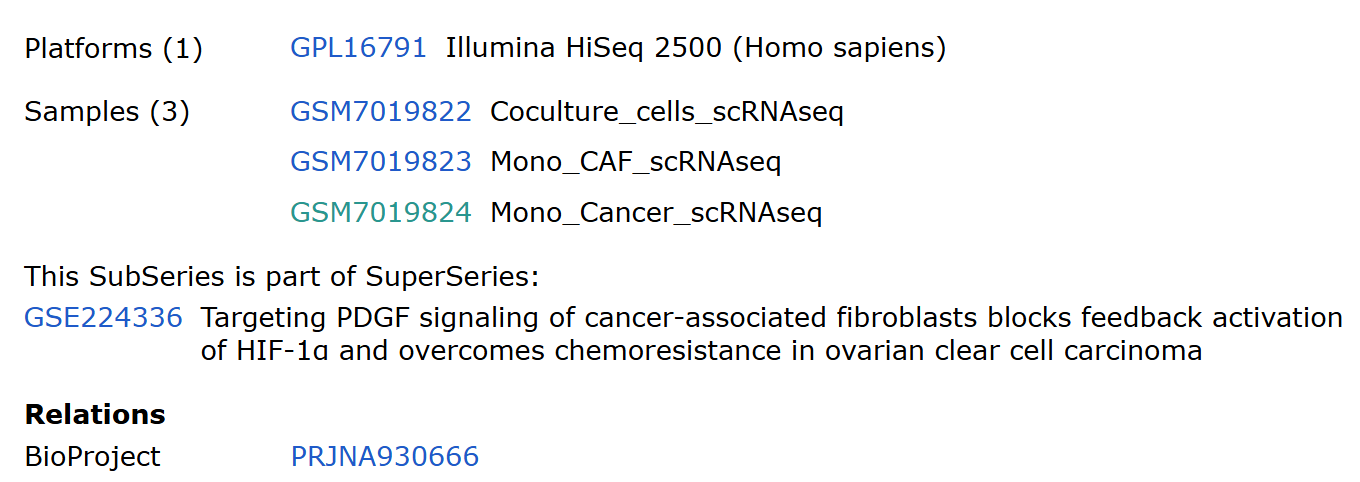 Platforms (1) GPL16791 Illumina HiSeq 2500 (Homo sapiens)
Samples (3) GSM7019822 Coculture_cells_scRNAseq
GSM7019823 Mono_CAF_scRNAseq
GSM7019824 Mono_Cancer_scRNAseq
This SubSeries is part of SuperSeries:
GSE224336 Targeting PDGF signaling of cancer-associated fibroblasts blocks feedback activation
of HIF-1α and overcomes chemoresistance in ovarian clear cell carcinoma
Relations
BioProject PRJNA930666